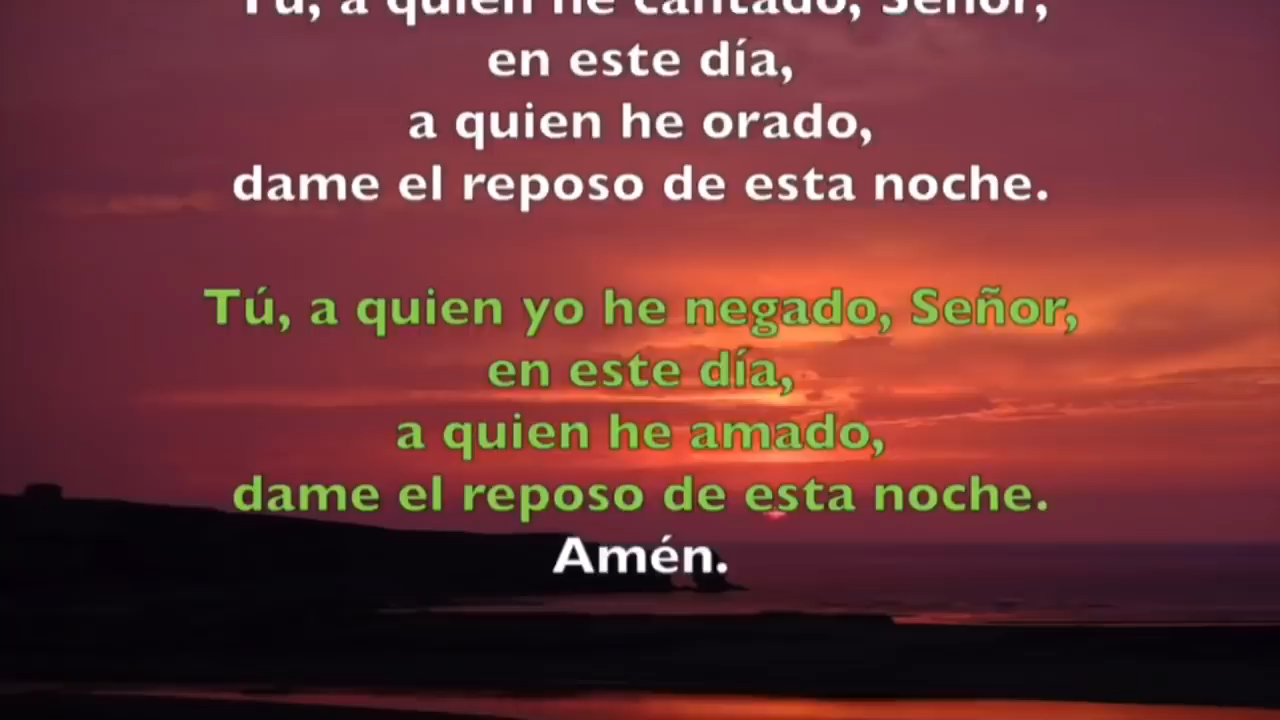 Tú, a quien he cantado, Señor,
en este día,
a quien he orado,
dame el reposo de esta noche.
Tú, a quien yo he negado, Señor,
en este día,
a quien he amado,
dame el reposo de esta noche.
Amén.